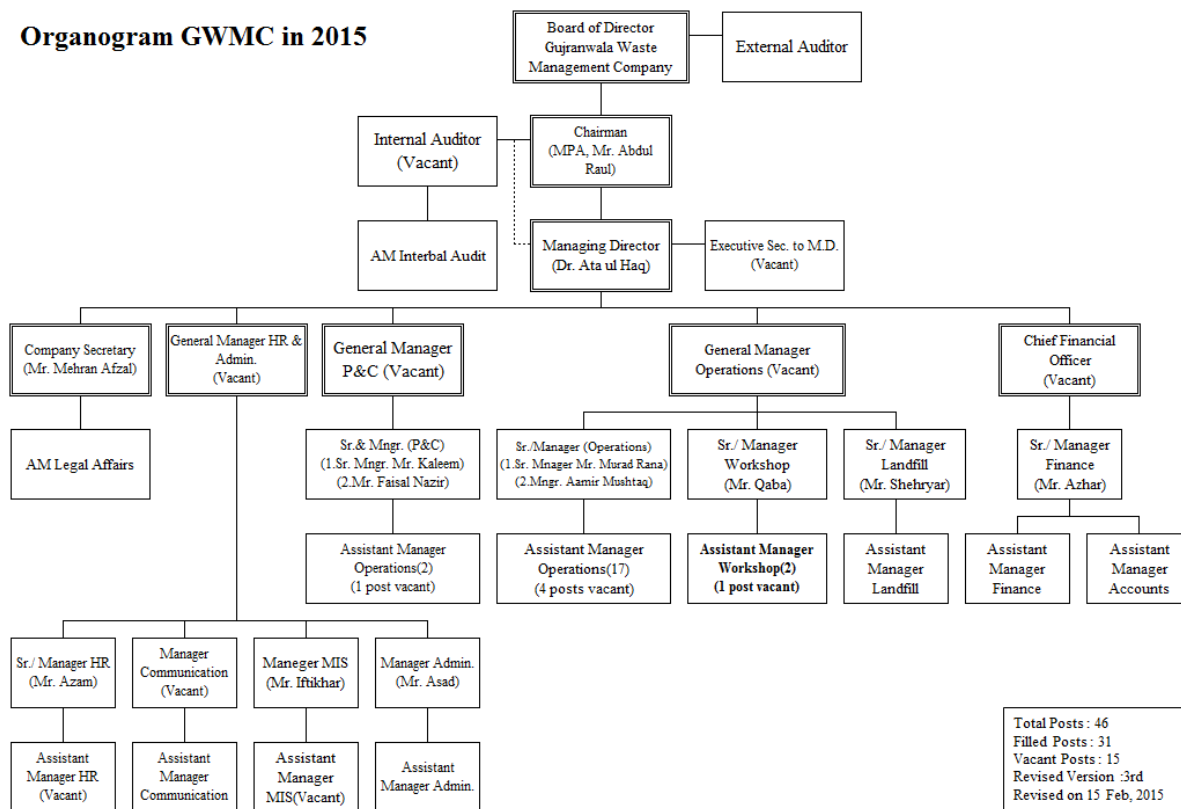 Organogram GWMC in 2015
Board of Director
Gujranwala Waste
Management Company
External Auditor
Internal Auditor
(Vacant)
Chairman
(MPA, Mr. Abdul
Raul)
AM Interbal Audit
Managing Director
(Dr. Ata ul Haq)
Executive Sec. to M.D.
(Vacant)
Company Secretary
(Mr. Mehran Afzal)
General Manager HR &
Admin.
(Vacant)
General Manager
P&C (Vacant)
General Manager
Operations (Vacant)
Chief Financial
Officer
(Vacant)
AM Legal Affairs
Sr.& Mngr. (P&C)
(1.Sr. Mngr. Mr. Kaleem)
(2.Mr. Faisal Nazir)
Sr./Manager (Operations)
(1.Sr. Mnager Mr. Murad Rana)
(2.Mngr. Aamir Mushtaq)
Sr./ Manager
Workshop
(Mr. Qaba)
Sr./ Manager
Landfill
(Mr. Shehryar)
Sr./ Manager
Finance
(Mr. Azhar)
Assistant Manager
Operations(2)
(1 post vacant)
Assistant Manager
Operations(17)
(4 posts vacant)
Assistant Manager
Workshop(2)
(1 post vacant)
Assistant
Manager
Landfill
Assistant
Manager
Finance
Assistant
Manager
Accounts
Sr./ Manager HR
(Mr. Azam)
Manager
Communication
(Vacant)
Maneger MIS
(Mr. Iftikhar)
Manager Admin.
(Mr. Asad)
Assistant
Manager HR
(Vacant)
Assistant
Manager
Communication
Assistant
Manager
MIS(Vacant)
Assistant
Manager Admin.
Total Posts : 46
Filled Posts : 31
Vacant Posts : 15
Revised Version :3rd
Revised on 15 Feb, 2015